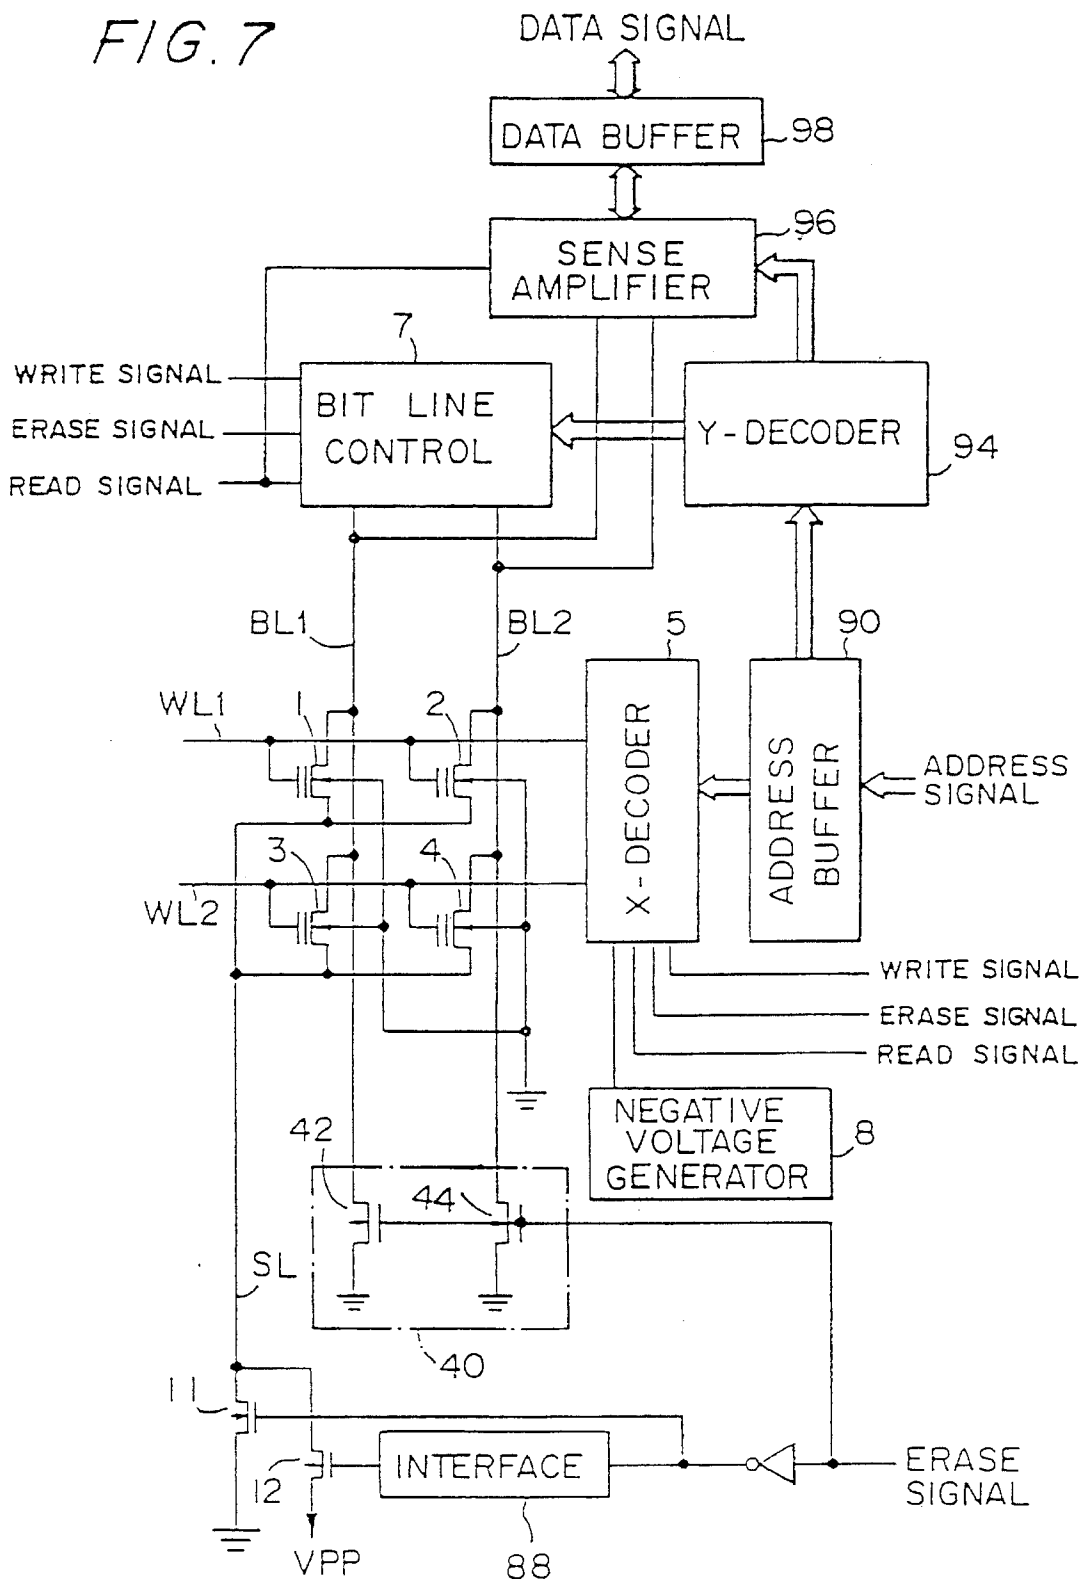 FIG. 7
DATA SIGNAL
DATA BUFFER
98
SENSE
AMPLIFIER
96
7
WRITE SIGNAL
ERASE SIGNAL
READ SIGNAL
BIT LINE
CONTROL
Y-DECODER
94
BL1
BL2
5
90
WL1
1
2
X-DECODER
ADDRESS
BUFFER
ADDRESS
SIGNAL
3
4
WL2
WRITE SIGNAL
ERASE SIGNAL
READ SIGNAL
NEGATIVE
VOLTAGE
GENERATOR
8
42
44
SL
40
11
12
INTERFACE
ERASE
SIGNAL
VPP
88